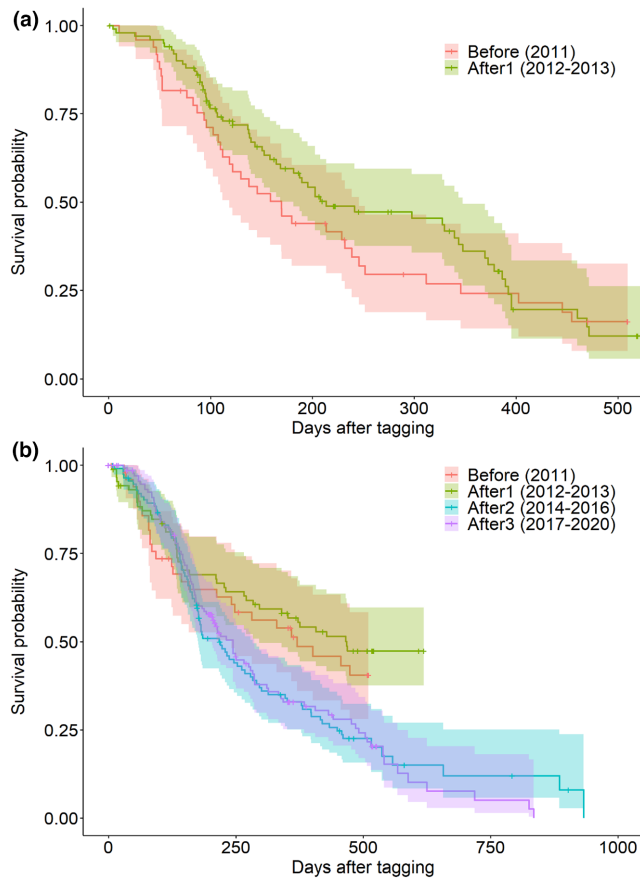 (a)
Before (2011)
After1 (2012-2013)
Survival probability
1.00
0.75
0.50
0.25
0.00
0
100
200
300
400
500
Days after tagging
(b)
Before (2011)
After1 (2012-2013)
After2 (2014-2016)
After3 (2017-2020)
Survival probability
1.00
0.75
0.50
0.25
0.00
0
250
500
750
1000
Days after tagging